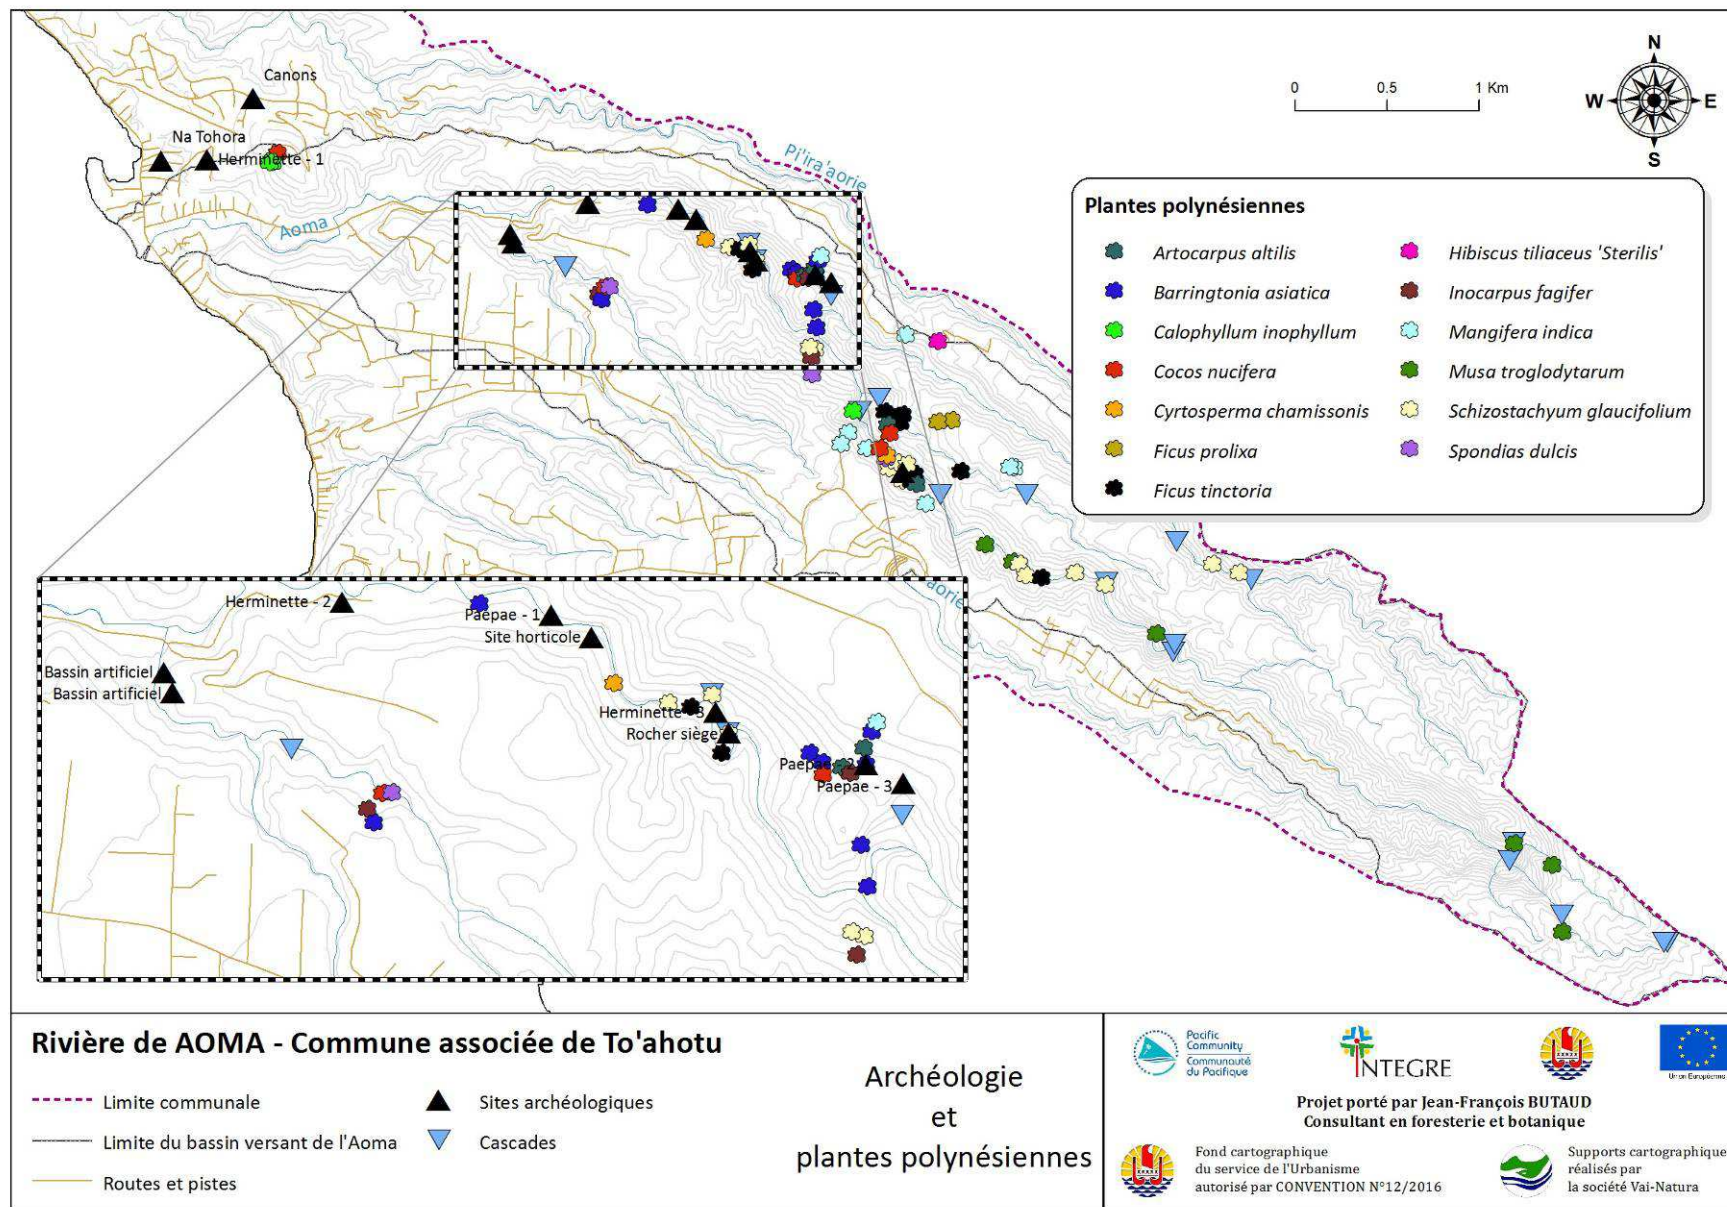 Canons
Na Tohora
Herminette - 1
Pi'ira'aorie
Aoma
0 0.5 1 Km
N
W E
S
Plantes polynésiennes
Artocarpus altilis
Barringtonia asiatica
Calophyllum inophyllum
Cocos nucifera
Cyrtosperma chamissonis
Ficus prolixa
Ficus tinctoria
Hibiscus tiliaceus 'Sterilis'
Inocarpus fagifer
Mangifera indica
Musa troglodytarum
Schizostachyum glaucifolium
Spondias dulcis
aorie
Herminette - 2
Paepae - 1
Site horticole
Bassin artificiel
Bassin artificiel
Herminette - 3
Rocher siège
Paepae - 2
Paepae - 3
Rivière de AOMA - Commune associée de To'ahotu
Limite communale
Limite du bassin versant de l'Aoma
Routes et pistes
Sites archéologiques
Cascades
Archéologie
et
plantes polynésiennes
Pacific
Community
Communauté
du Pacifique
INTEGRE
Union Européenne
Projet porté par Jean-François BUTAUD
Consultant en foresterie et botanique
Fond cartographique
du service de l'Urbanisme
autorisé par CONVENTION N°12/2016
Supports cartographique
réalisés par
la société Vai-Natura